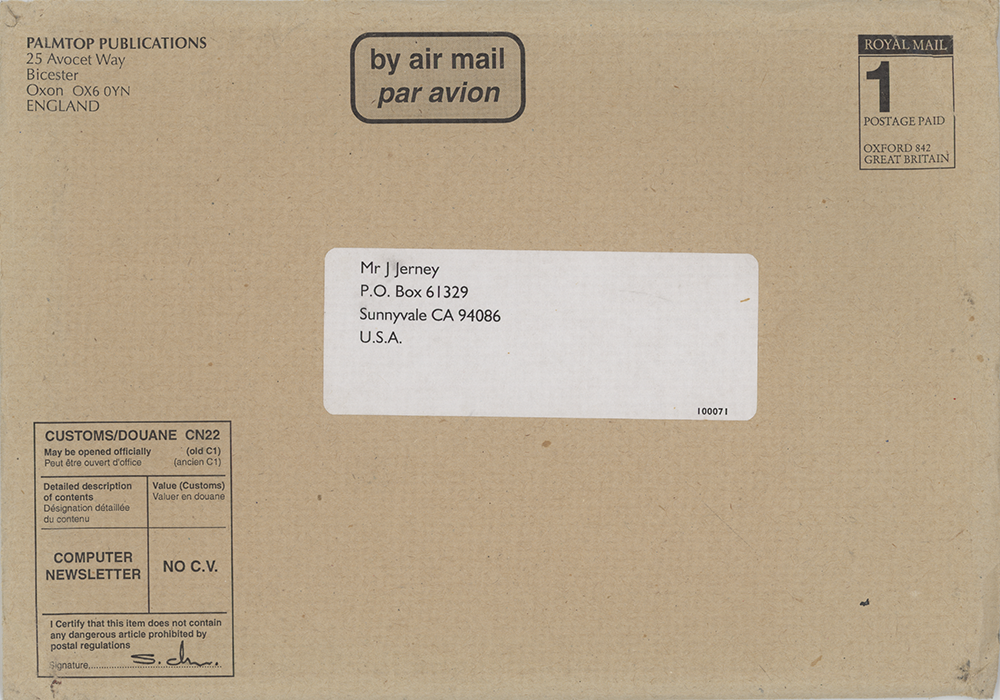 PALMTOP PUBLICATIONS
25 Avocet Way
Bicester
Oxon OX6 0YN
ENGLAND
by air mail
par avion
ROYAL MAIL
1
POSTAGE PAID
OXFORD 842
GREAT BRITAIN
Mr J Jerney
P.O. Box 61329
Sunnyvale CA 94086
U.S.A.
100071
CUSTOMS/DOUANE CN22
May be opened officially (old C1)
Peut être ouvert d'office (ancien C1)
Detailed description
of contents
Désignation détaillée
du contenu
Value (Customs)
Valuer en douane
COMPUTER
NEWSLETTER
NO C.V.
I Certify that this item does not contain
any dangerous article prohibited by
postal regulations
Signature